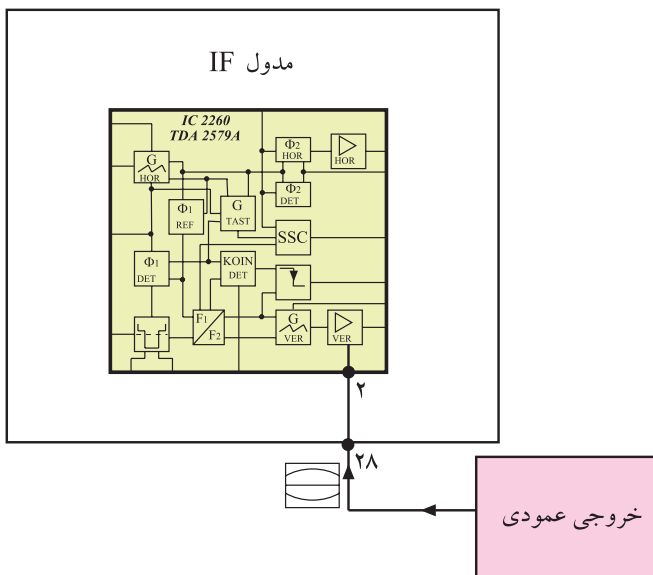 مدول IF
IC 2260
TDA 2579A
G
HOR
Φ2
HOR
HOR
Φ1
REF
G
TAST
Φ2
DET
SSC
Φ1
DET
KOIN
DET
F1
F2
G
VER
VER
۲
۲۸
خروجی عمودی